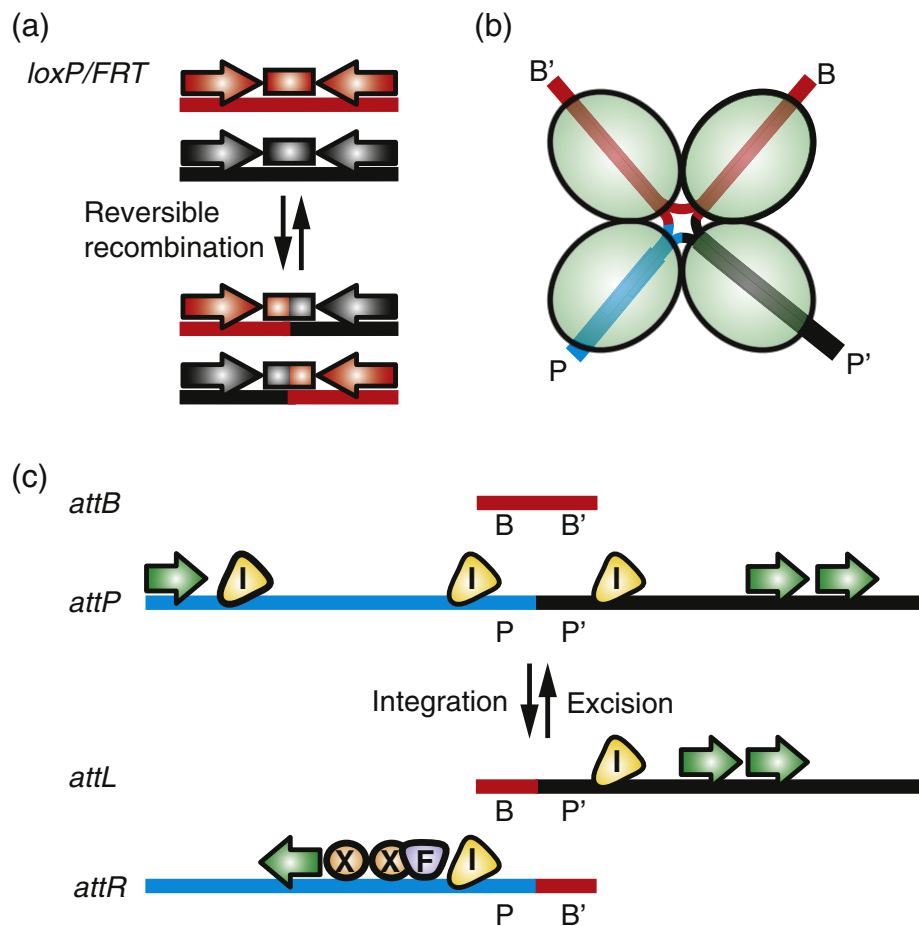 (a)
loxP/FRT
Reversible
recombination
(b)
B’ B
P P’
(c)
attB
B B’
I I I
attP
P P’
Integration Excision
I
attL
B P’
X X F I
attR
P B’